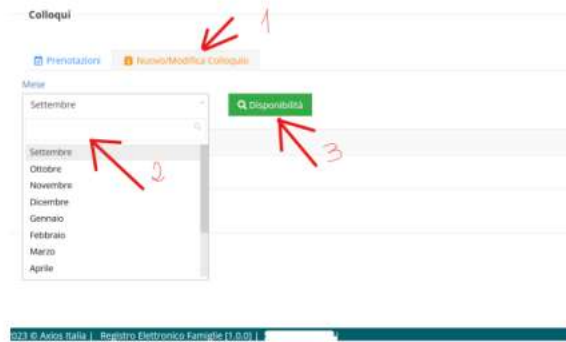 Colloqui
1
Prenotazioni
Nuovo/Modifica Colloquio
Mese
Settembre
Disponibilità
Settembre
Ottobre
Novembre
Dicembre
Gennaio
Febbraio
Marzo
Aprile
2
3
2023 © Axios Italia | Registro Elettronico Famiglie [1.0.0] |